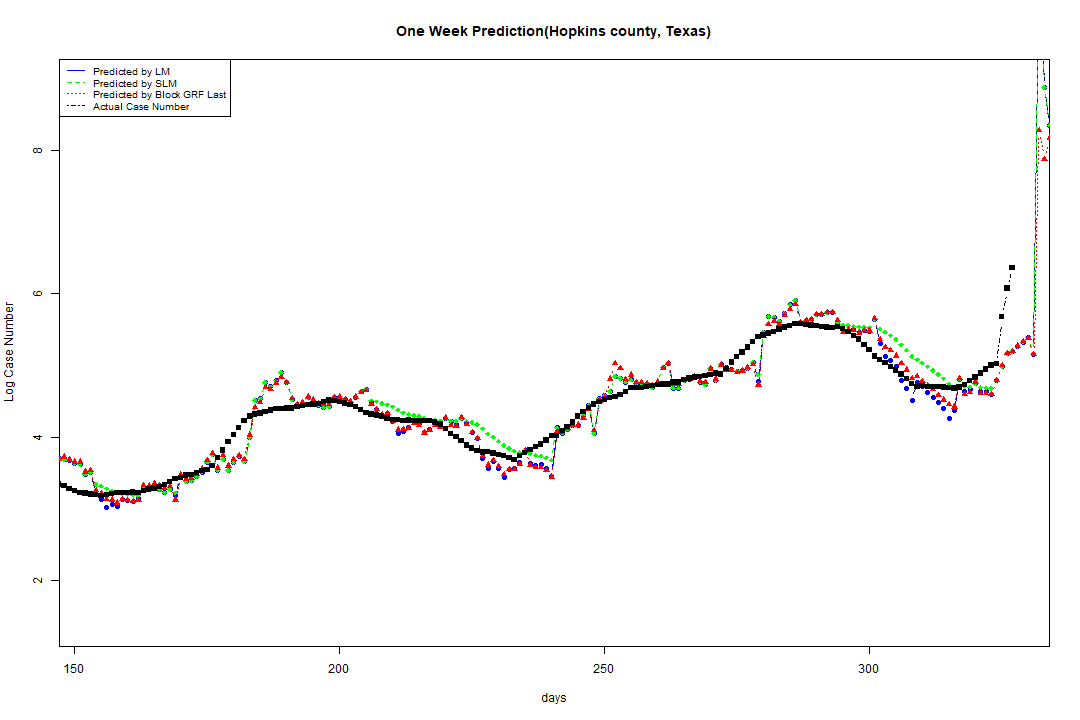 One Week Prediction(Hopkins county, Texas)
Predicted by LM
Predicted by SLM
Predicted by Block GRF Last
Actual Case Number
Log Case Number
8
6
4
2
150 200 250 300
days